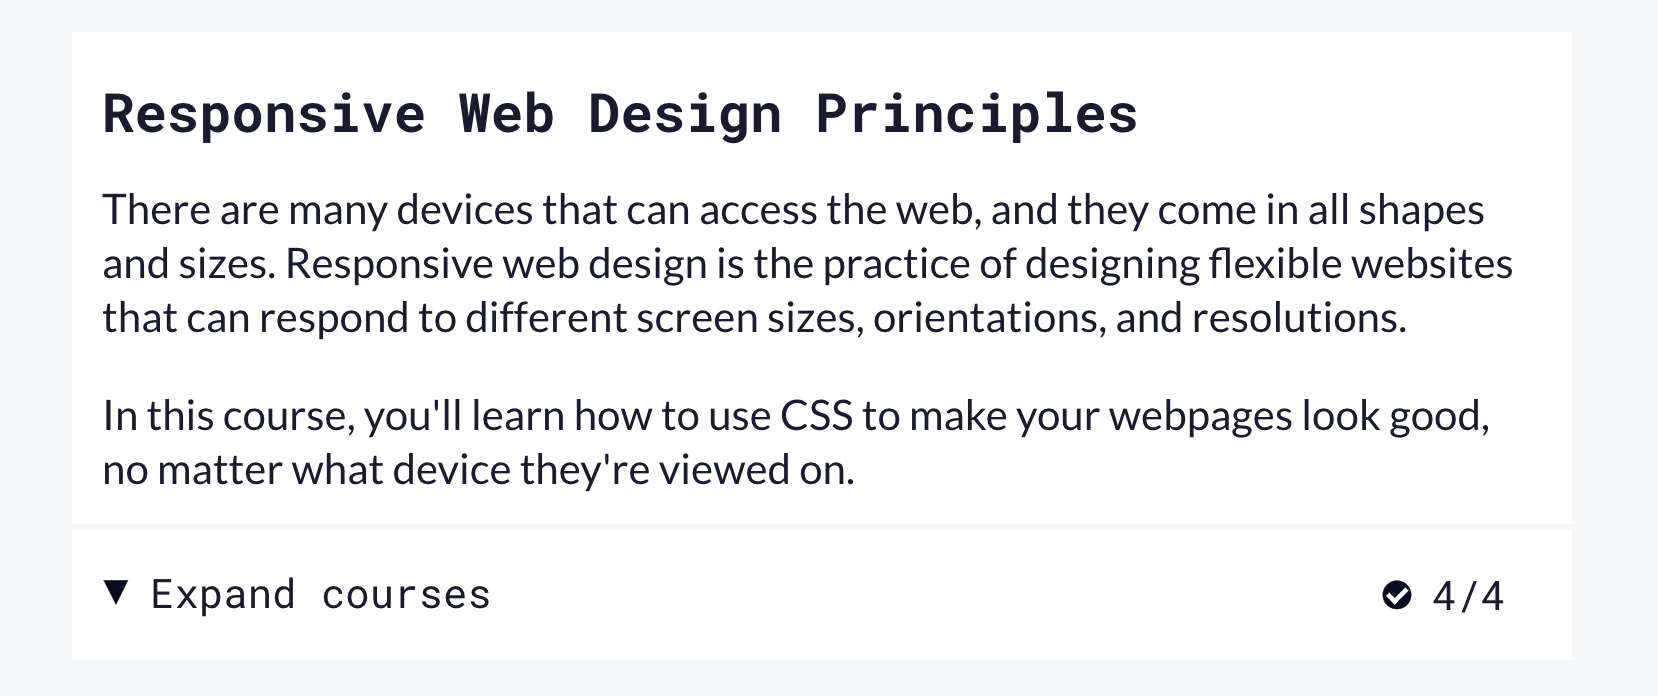 Responsive Web Design Principles
There are many devices that can access the web, and they come in all shapes
and sizes. Responsive web design is the practice of designing flexible websites
that can respond to different screen sizes, orientations, and resolutions.
In this course, you'll learn how to use CSS to make your webpages look good,
no matter what device they're viewed on.
Expand courses 4/4